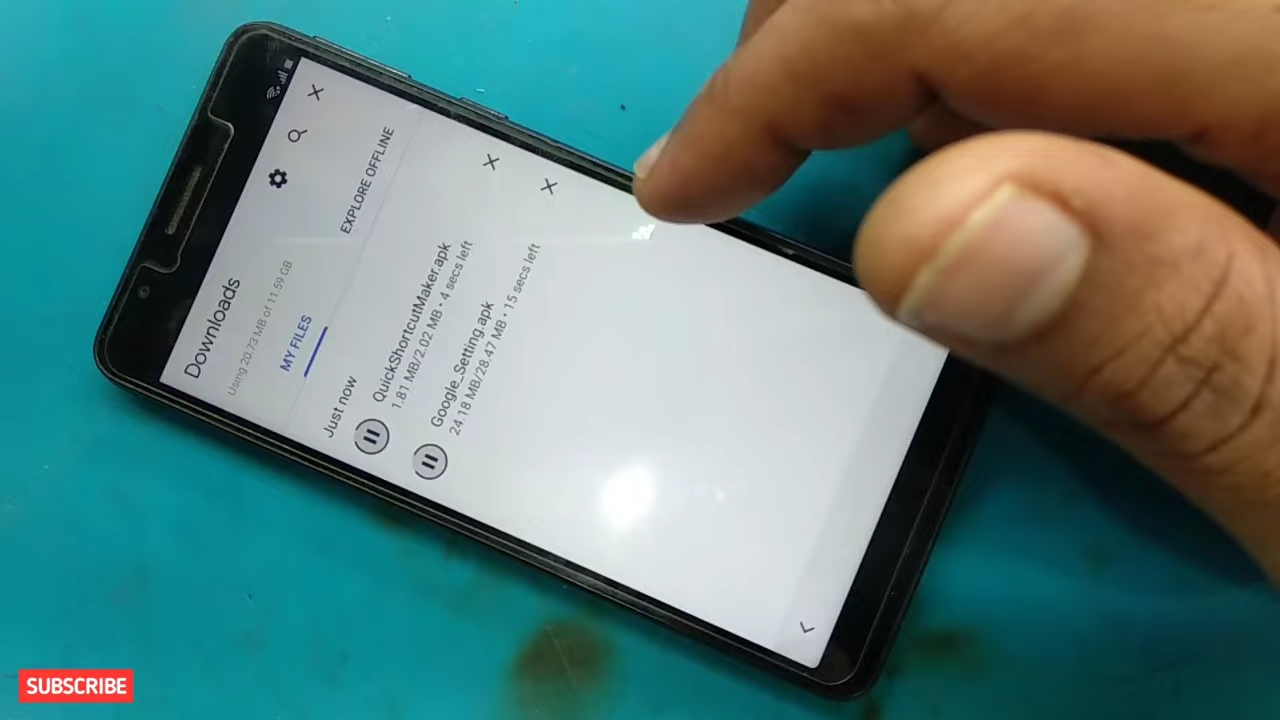 Downloads
Using 20.73 MB of 11.59 GB
MY FILES
EXPLORE OFFLINE
Just now
QuickShortcutMaker.apk
1.81 MB/2.02 MB • 4 secs left
Google_Setting.apk
24.18 MB/28.47 MB • 15 secs left
SUBSCRIBE